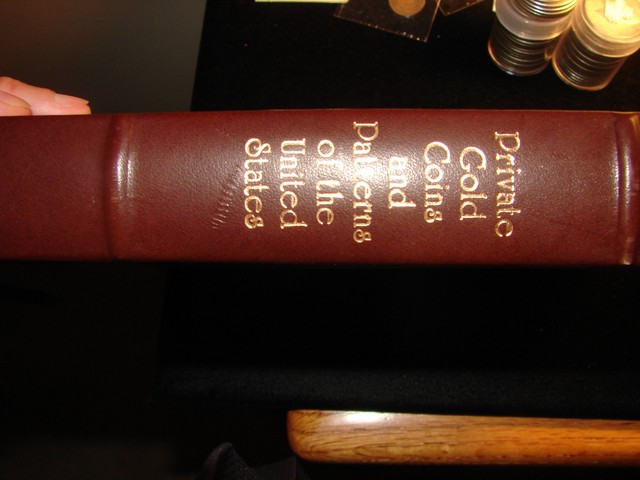 Private
Gold
Coins
and
Patterns
of the
United
States